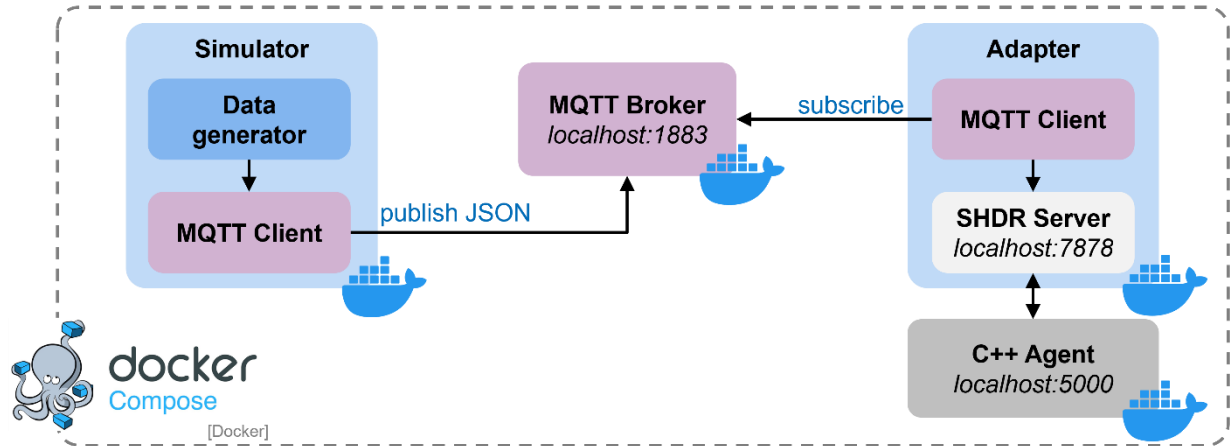 Simulator
Data
generator
MQTT Client
publish JSON
MQTT Broker
localhost:1883
subscribe
Adapter
MQTT Client
SHDR Server
localhost:7878
C++ Agent
localhost:5000
docker
Compose
[Docker]